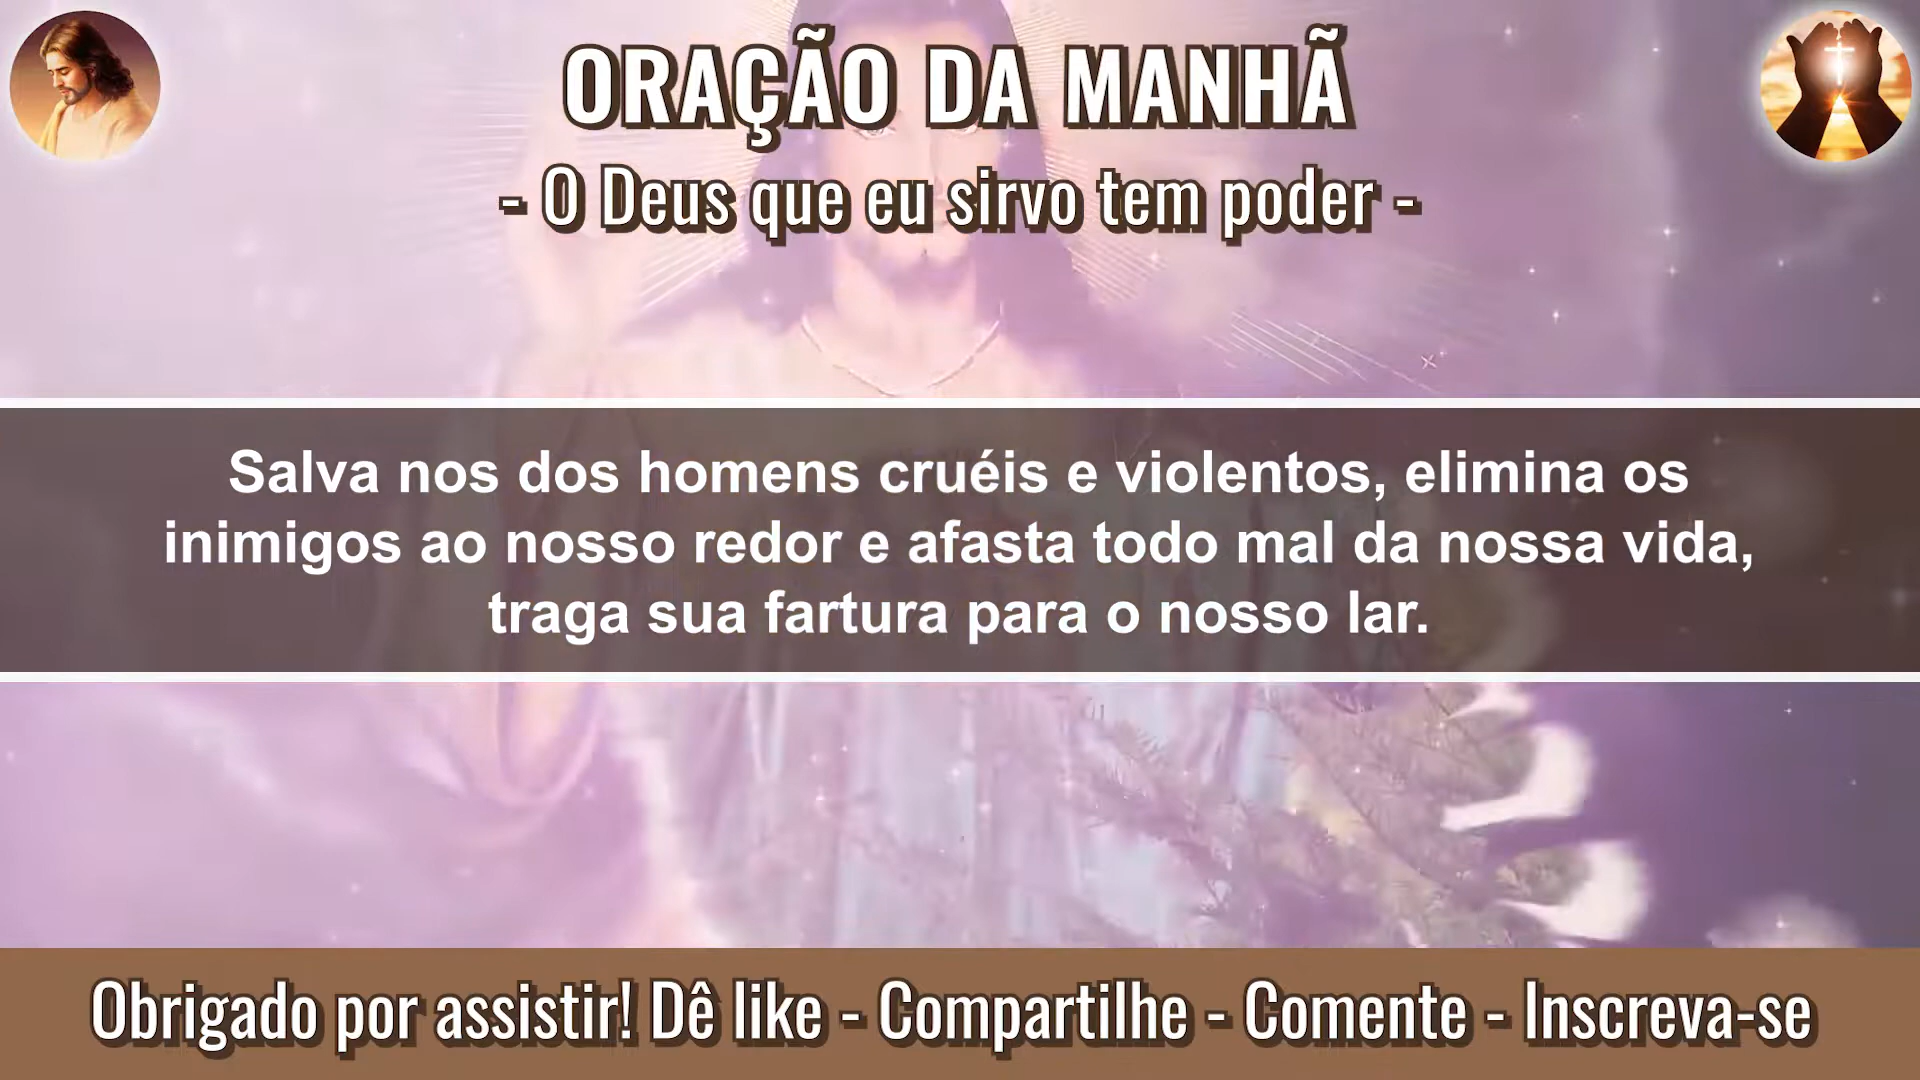 ORAÇÃO DA MANHÃ
- O Deus que eu sirvo tem poder -
Salva nos dos homens cruéis e violentos, elimina os
inimigos ao nosso redor e afasta todo mal da nossa vida,
traga sua fartura para o nosso lar.
Obrigado por assistir! Dê like - Compartilhe - Comente - Inscreva-se